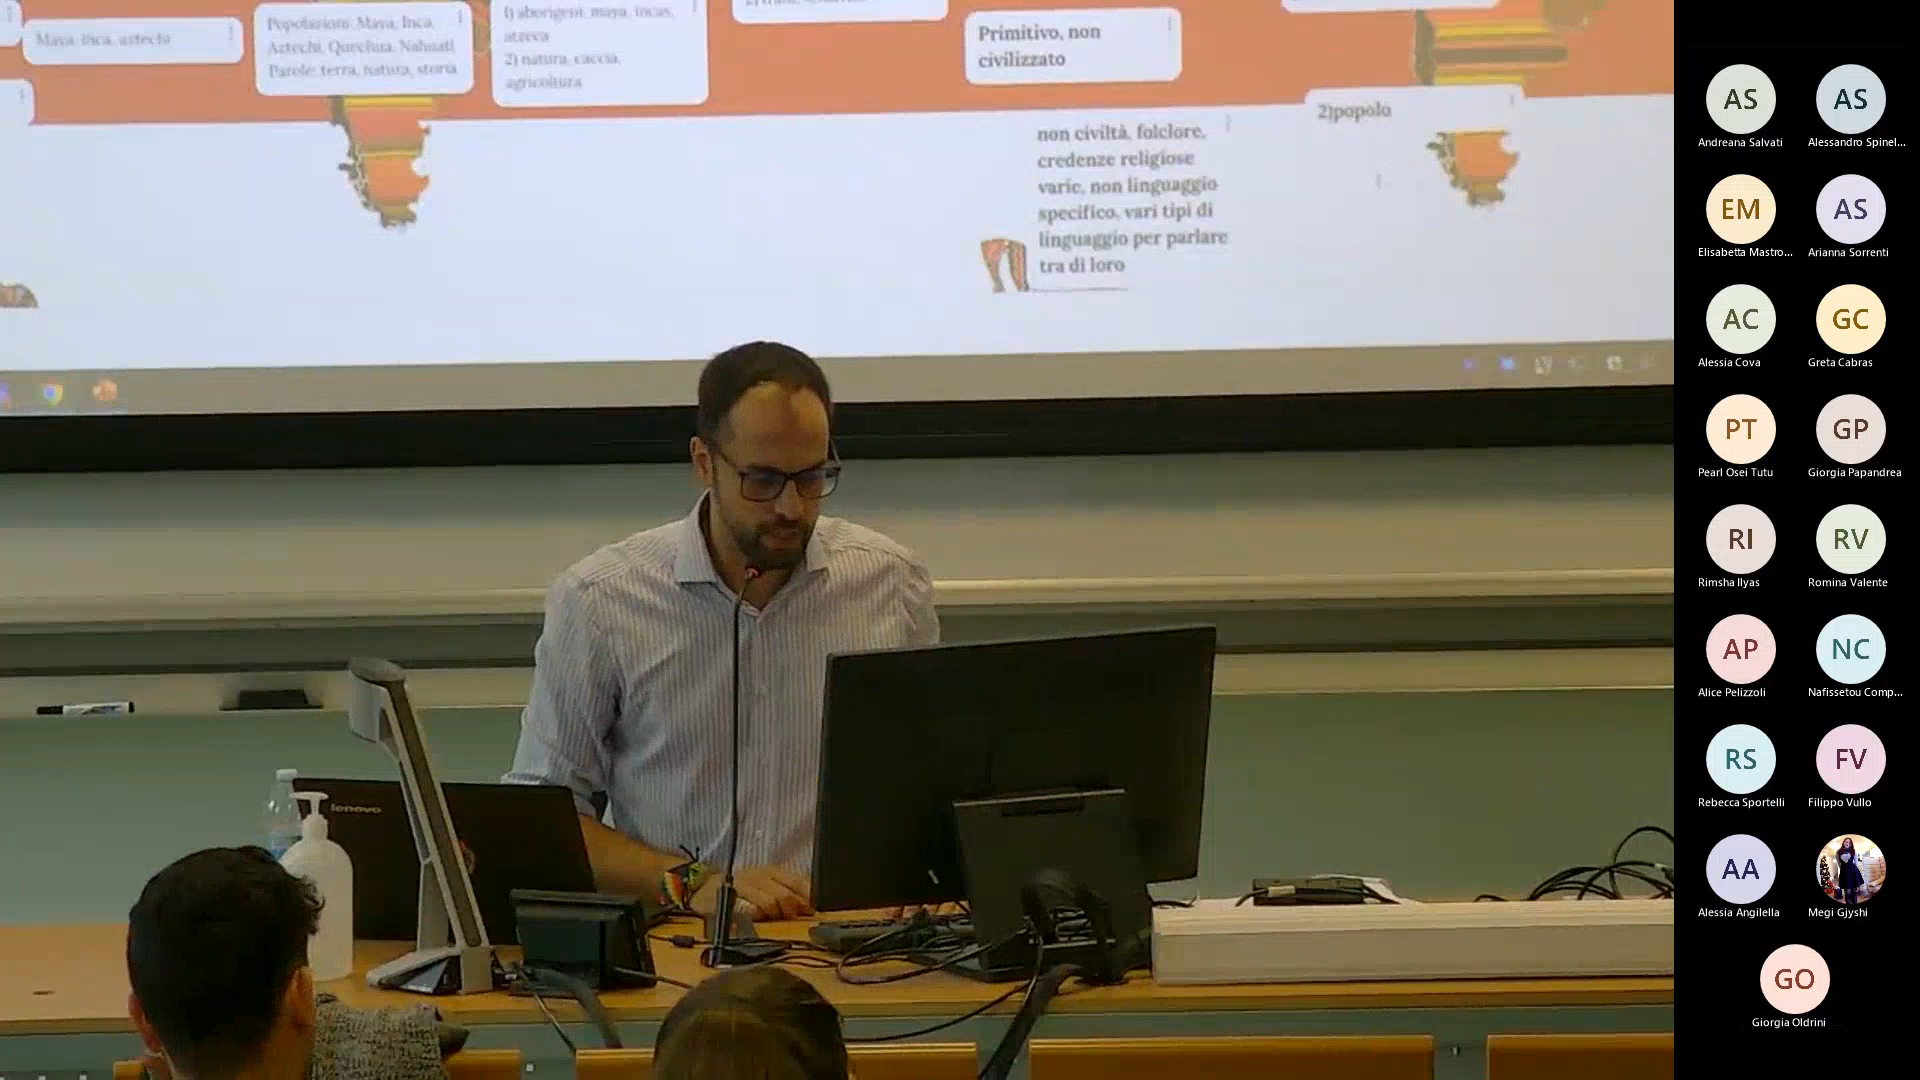 Maya, inca, aztechi
Popolazioni: Maya, Inca,
Aztechi, Quechua, Nahuatl
Parole: terra, natura, storia
1) aborigeni, maya, incas,
atzeca
2) natura, caccia,
agricoltura
Primitivo, non
civilizzato
non civiltà, folclore,
credenze religiose
varie, non linguaggio
specifico, vari tipi di
linguaggio per parlare
tra di loro
2)popolo
lenovo
AS
Andreana Salvati
AS
Alessandro Spinel...
EM
Elisabetta Mastro...
AS
Arianna Sorrenti
AC
Alessia Cova
GC
Greta Cabras
PT
Pearl Osei Tutu
GP
Giorgia Papandrea
RI
Rimsha Ilyas
RV
Romina Valente
AP
Alice Pelizzoli
NC
Nafissetou Comp...
RS
Rebecca Sportelli
FV
Filippo Vullo
AA
Alessia Angilella
Megi Gjyshi
GO
Giorgia Oldrini